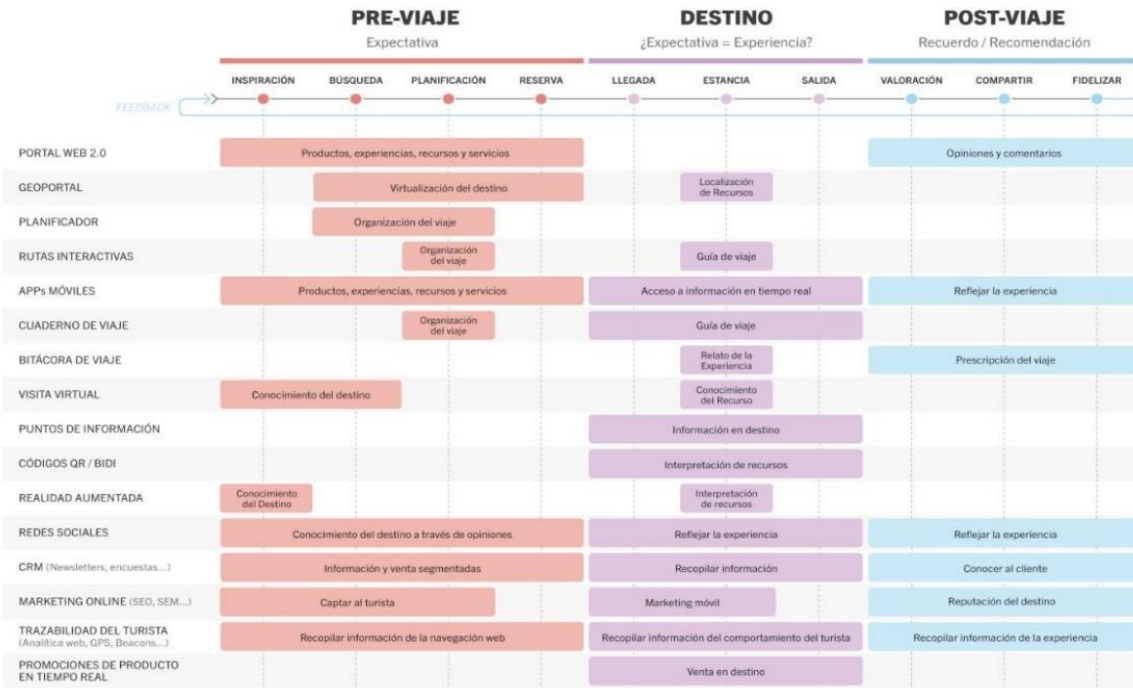 PRE-VIAJE
DESTINO
POST-VIAJE
Expectativa
¿Expectativa = Experiencia?
Recuerdo / Recomendación
INSPIRACIÓN
BÚSQUEDA
PLANIFICACIÓN
RESERVA
LLEGADA
ESTANCIA
SALIDA
VALORACIÓN
COMPARTIR
FIDELIZAR
FEEDBACK
PORTAL WEB 2.0
Productos, experiencias, recursos y servicios
Opiniones y comentarios
GEOPORTAL
Virtualización del destino
Localización
de Recursos
PLANIFICADOR
Organización del viaje
RUTAS INTERACTIVAS
Organización
del viaje
Guía de viaje
APPs MÓVILES
Productos, experiencias, recursos y servicios
Acceso a información en tiempo real
Reflejar la experiencia
CUADERNO DE VIAJE
Organización
del viaje
Guía de viaje
BITÁCORA DE VIAJE
Relato de la
Experiencia
Prescripción del viaje
VISITA VIRTUAL
Conocimiento del destino
Conocimiento
del Recurso
PUNTOS DE INFORMACIÓN
Información en destino
CÓDIGOS QR / BIDI
Interpretación de recursos
REALIDAD AUMENTADA
Conocimiento
del Destino
Interpretación
de recursos
REDES SOCIALES
Conocimiento del destino a través de opiniones
Reflejar la experiencia
Reflejar la experiencia
CRM (Newsletters, encuestas...)
Información y venta segmentadas
Recopilar información
Conocer al cliente
MARKETING ONLINE (SEO, SEM...)
Captar al turista
Marketing móvil
Reputación del destino
TRAZABILIDAD DEL TURISTA
(Analítica web, GPS, Beacons,...)
Recopilar información de la navegación web
Recopilar información del comportamiento del turista
Recopilar información de la experiencia
PROMOCIONES DE PRODUCTO
EN TIEMPO REAL
Venta en destino